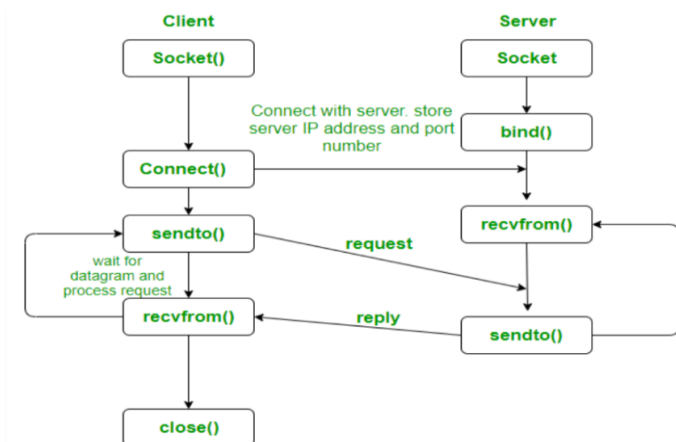 Client
Server
Socket()
Socket
Connect with server. store
server IP address and port
number
bind()
Connect()
sendto()
recvfrom()
request
wait for
datagram and
process request
recvfrom()
reply
sendto()
close()